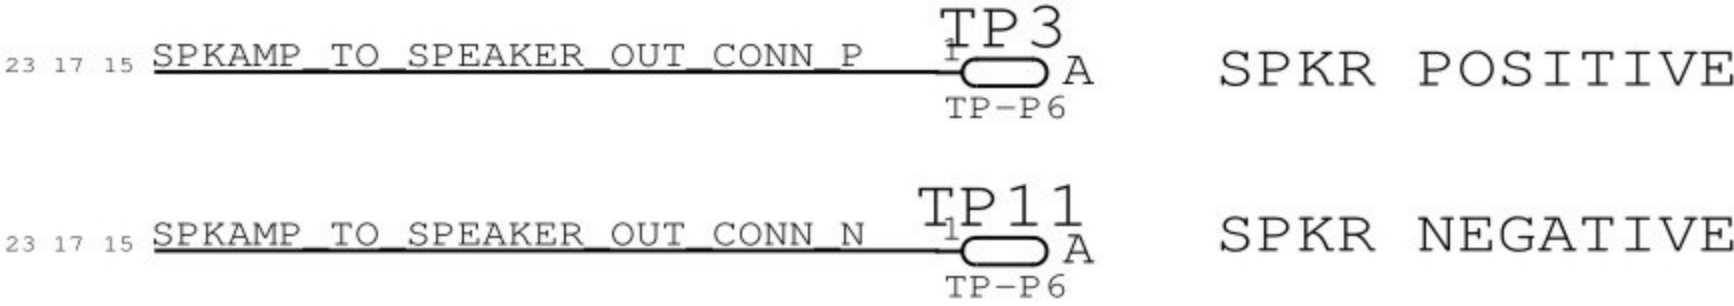 TP3
23 17 15 SPKAMP_TO_SPEAKER_OUT_CONN_P 1 A SPKR POSITIVE
TP-P6
TP11
23 17 15 SPKAMP_TO_SPEAKER_OUT_CONN_N 1 A SPKR NEGATIVE
TP-P6